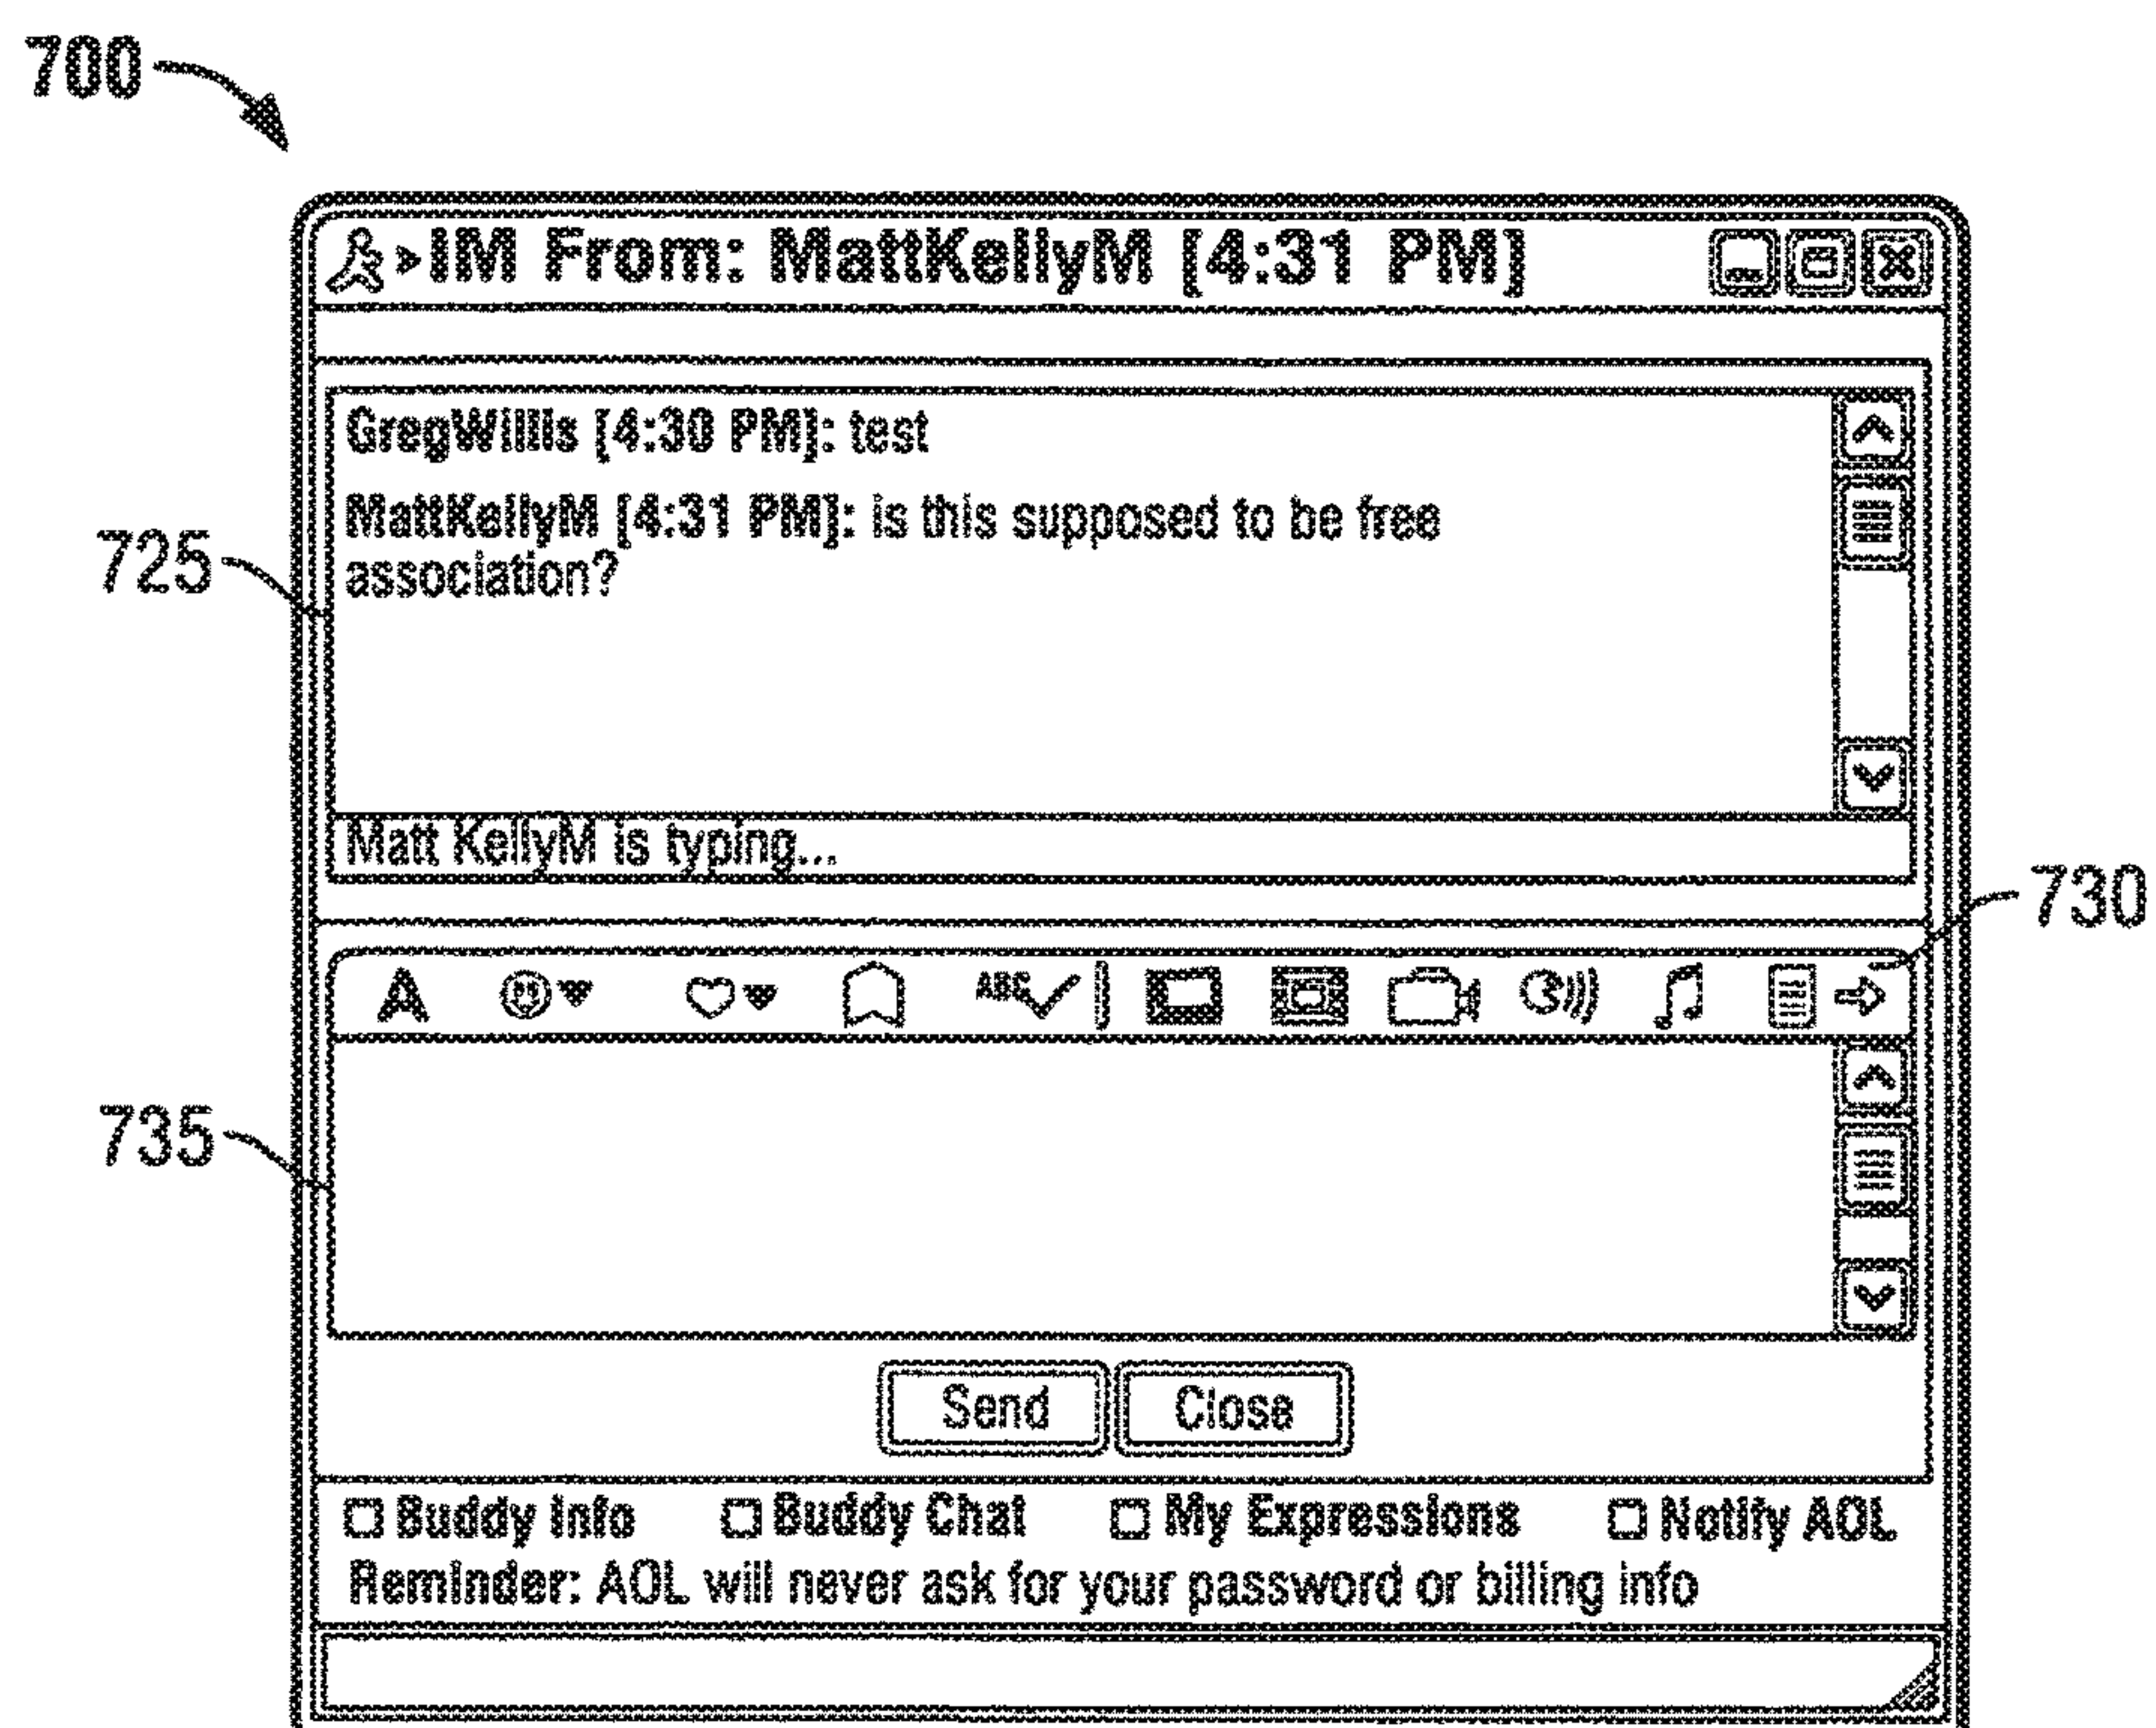 700
IM From: MattKellyM [4:31 PM]
GregWillis [4:30 PM]: test
MattKellyM [4:31 PM]: is this supposed to be free
association?
725
Matt KellyM is typing...
730
A
ABC
735
Send Close
Buddy Info Buddy Chat My Expressions Notify AOL
Reminder: AOL will never ask for your password or billing info